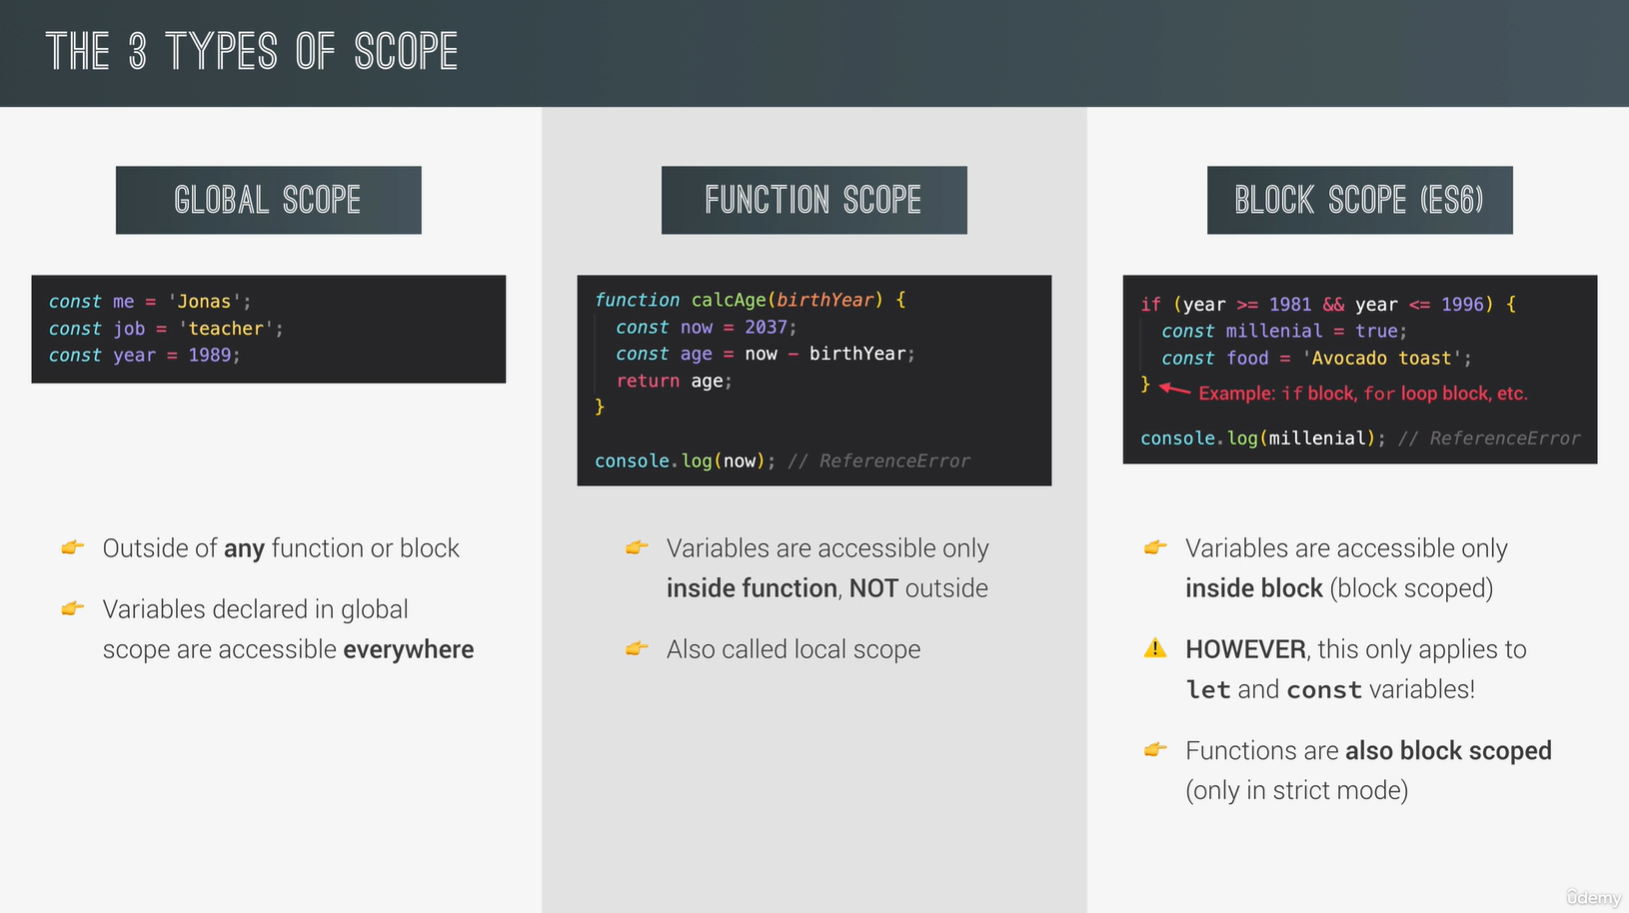 THE 3 TYPES OF SCOPE
GLOBAL SCOPE
const me = 'Jonas';
const job = 'teacher';
const year = 1989;
Outside of any function or block
Variables declared in global
scope are accessible everywhere
FUNCTION SCOPE
function calcAge(birthYear) {
const now = 2037;
const age = now − birthYear;
return age;
}
console.log(now); // ReferenceError
Variables are accessible only
inside function, NOT outside
Also called local scope
BLOCK SCOPE (ES6)
if (year >= 1981 && year <= 1996) {
const millenial = true;
const food = 'Avocado toast';
}
Example: if block, for loop block, etc.
console.log(millenial); // ReferenceError
Variables are accessible only
inside block (block scoped)
HOWEVER, this only applies to
let and const variables!
Functions are also block scoped
(only in strict mode)
Udemy